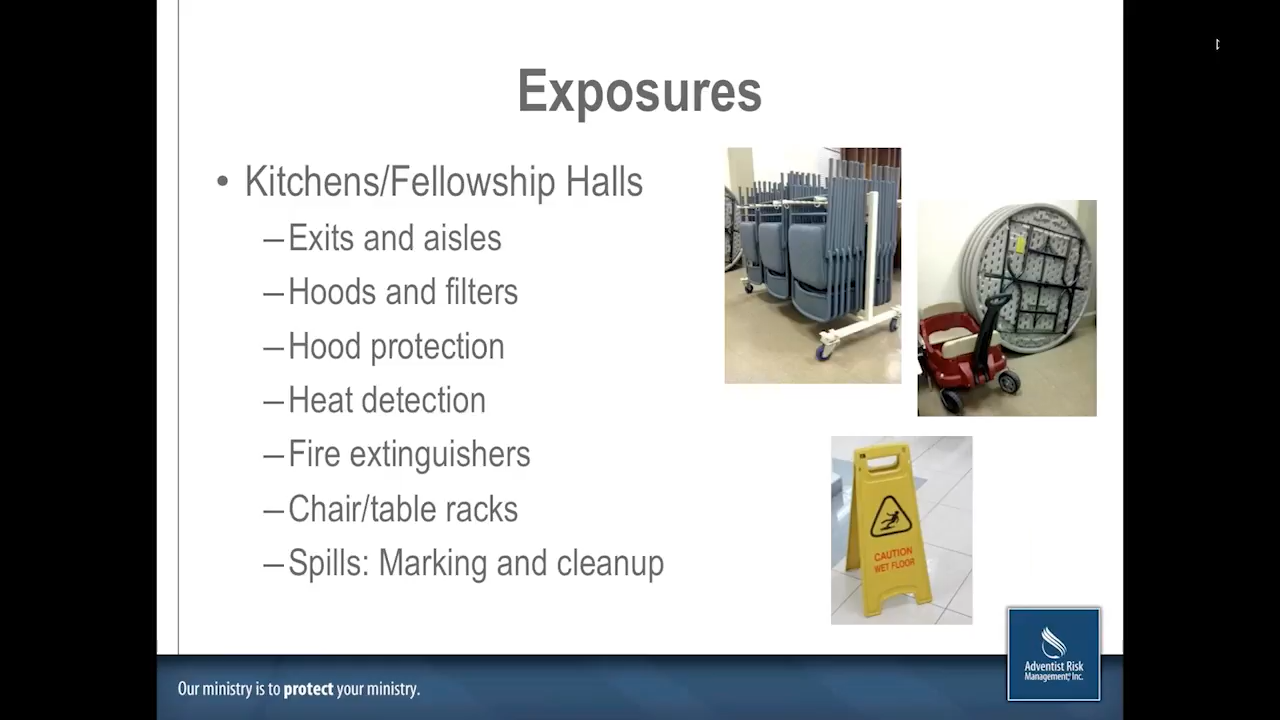 Exposures
• Kitchens/Fellowship Halls
–Exits and aisles
–Hoods and filters
–Hood protection
–Heat detection
–Fire extinguishers
–Chair/table racks
–Spills: Marking and cleanup
CAUTION
WET FLOOR
Our ministry is to protect your ministry.
Adventist Risk
Management, Inc.